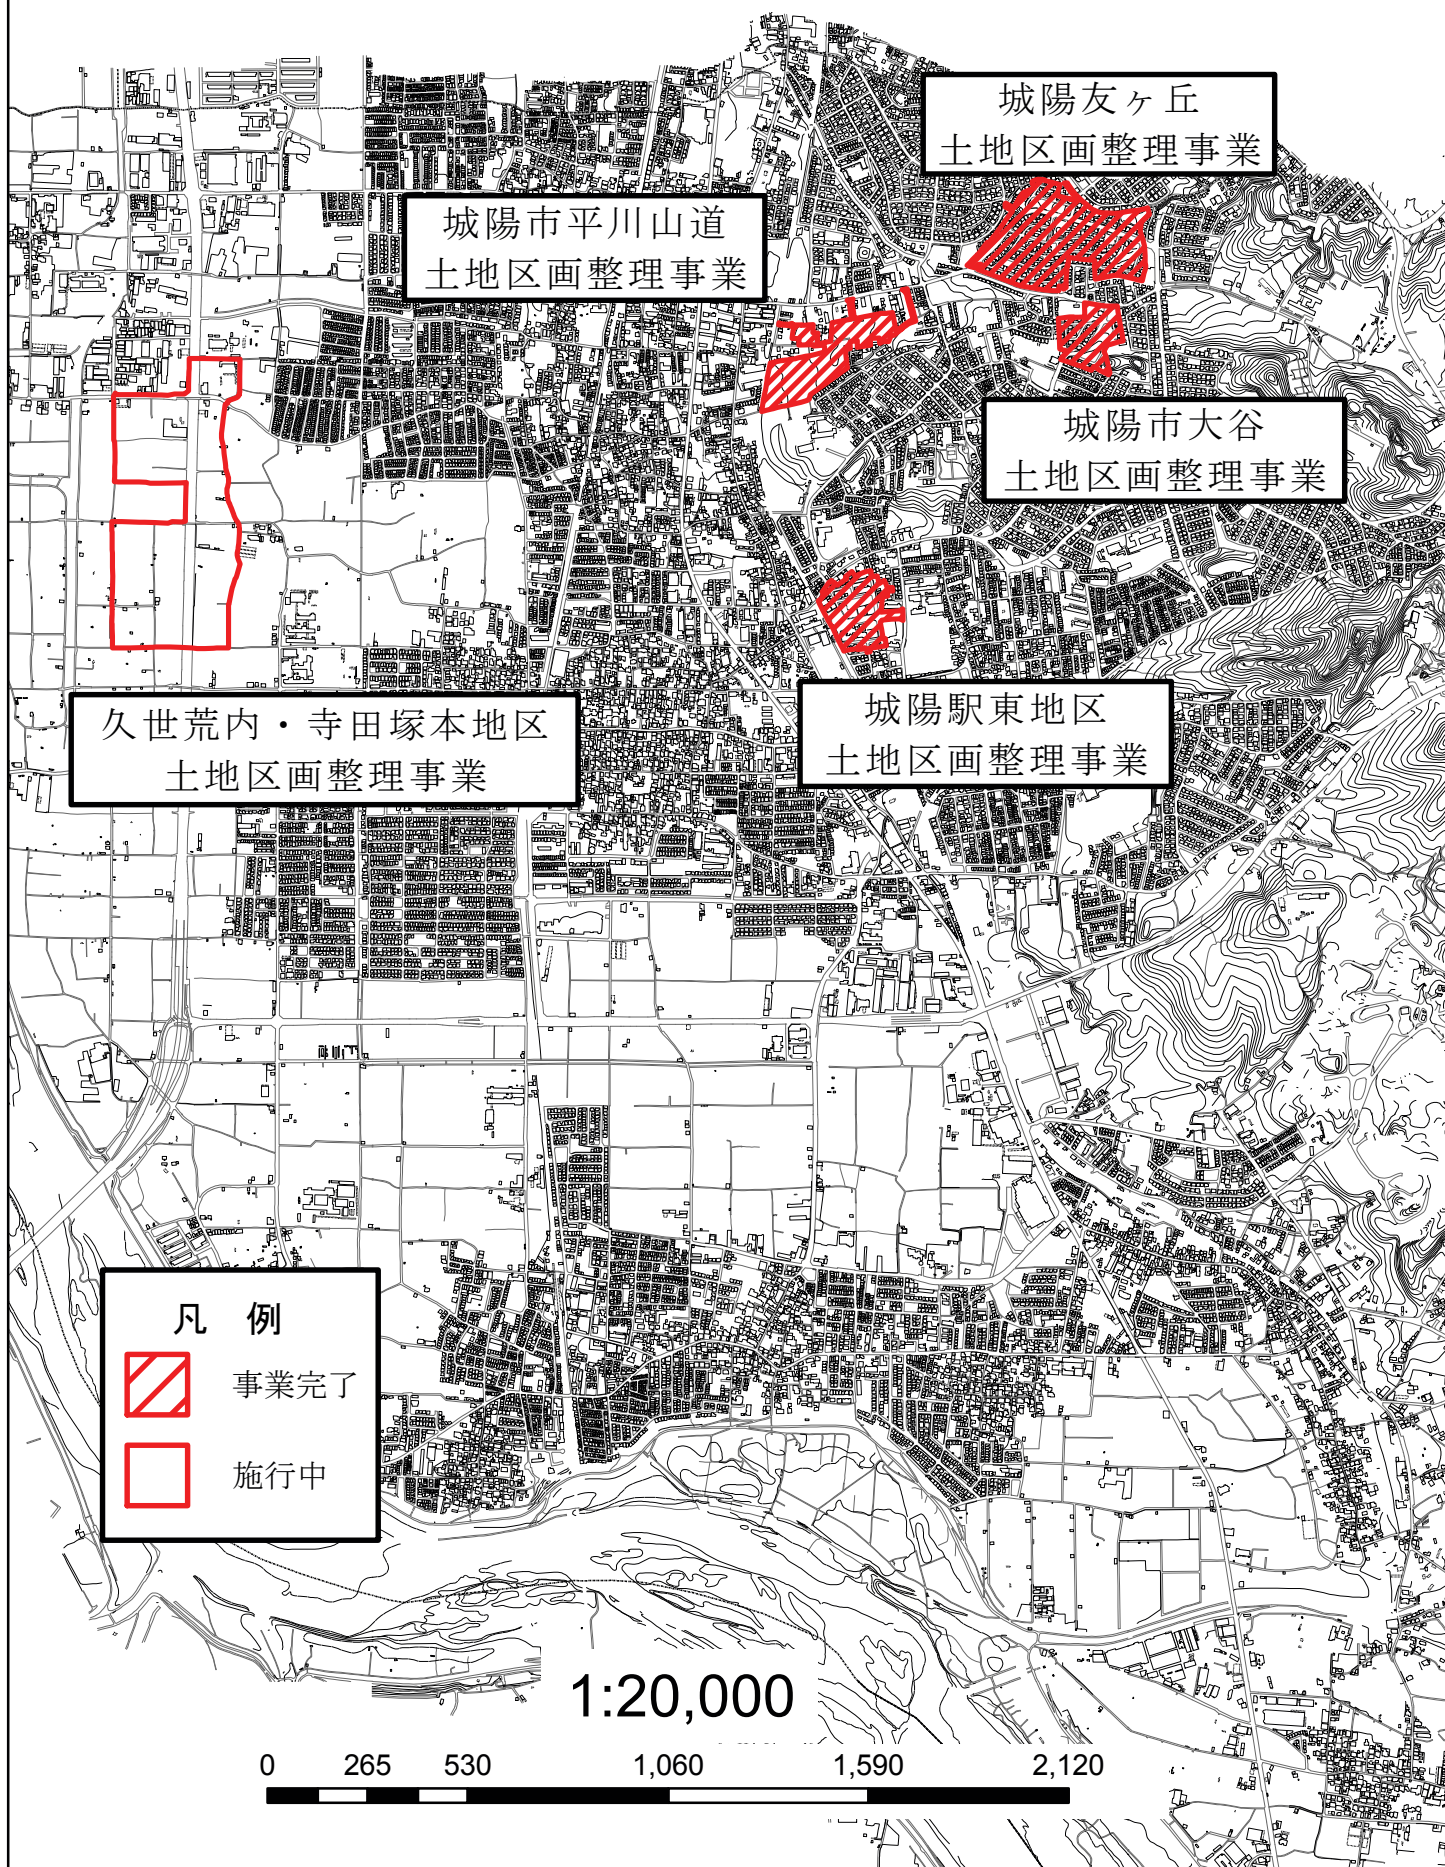 城陽友ヶ丘
土地区画整理事業
城陽市平川山道
土地区画整理事業
城陽市大谷
土地区画整理事業
久世荒内・寺田塚本地区
土地区画整理事業
城陽駅東地区
土地区画整理事業
凡 例
事業完了
施行中
1:20,000
0 265 530 1,060 1,590 2,120